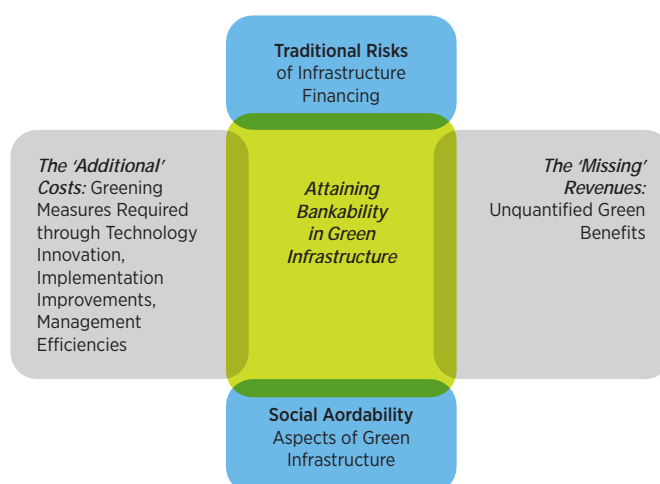 Traditional Risks
of Infrastructure
Financing
The ‘Additional’
Costs: Greening
Measures Required
through Technology
Innovation,
Implementation
Improvements,
Management
Efficiencies
Attaining
Bankability
in Green
Infrastructure
The ‘Missing’
Revenues:
Unquantified Green
Benefits
Social Aordability
Aspects of Green
Infrastructure